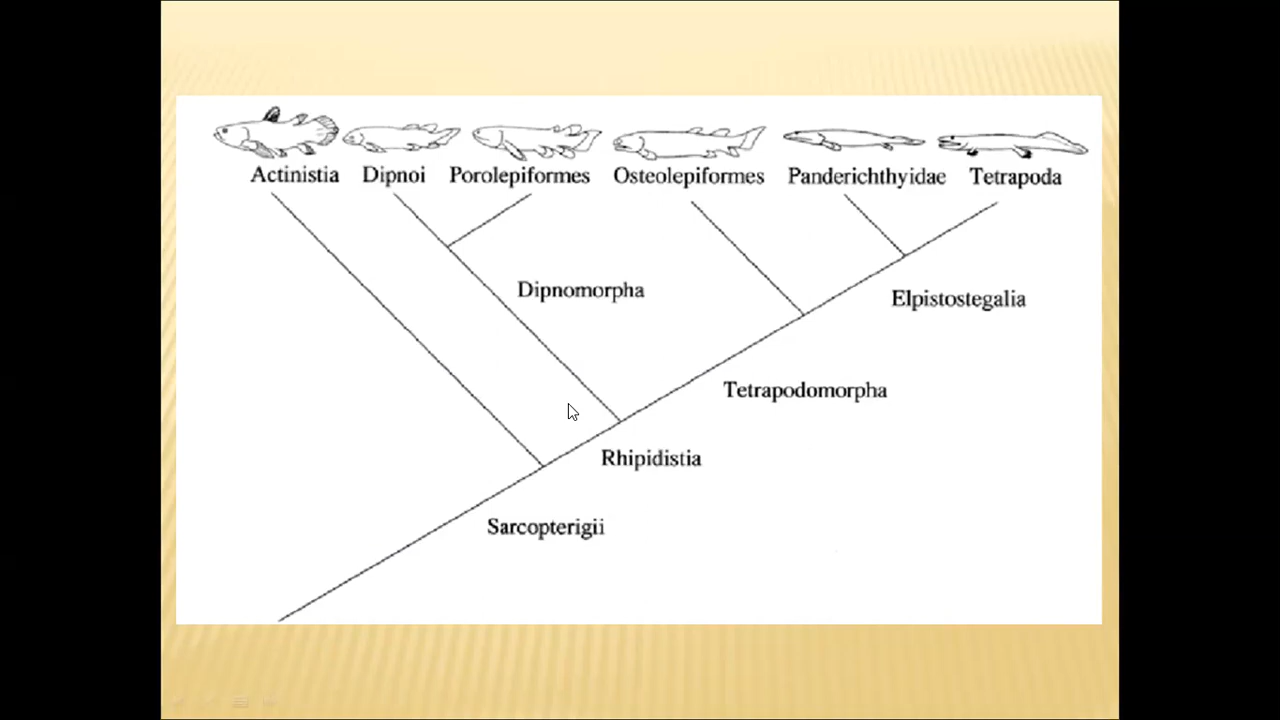 Actinistia Dipnoi Porolepiformes Osteolepiformes Panderichthyidae Tetrapoda
Dipnomorpha
Elpistostegalia
Tetrapodomorpha
Rhipidistia
Sarcopterigii